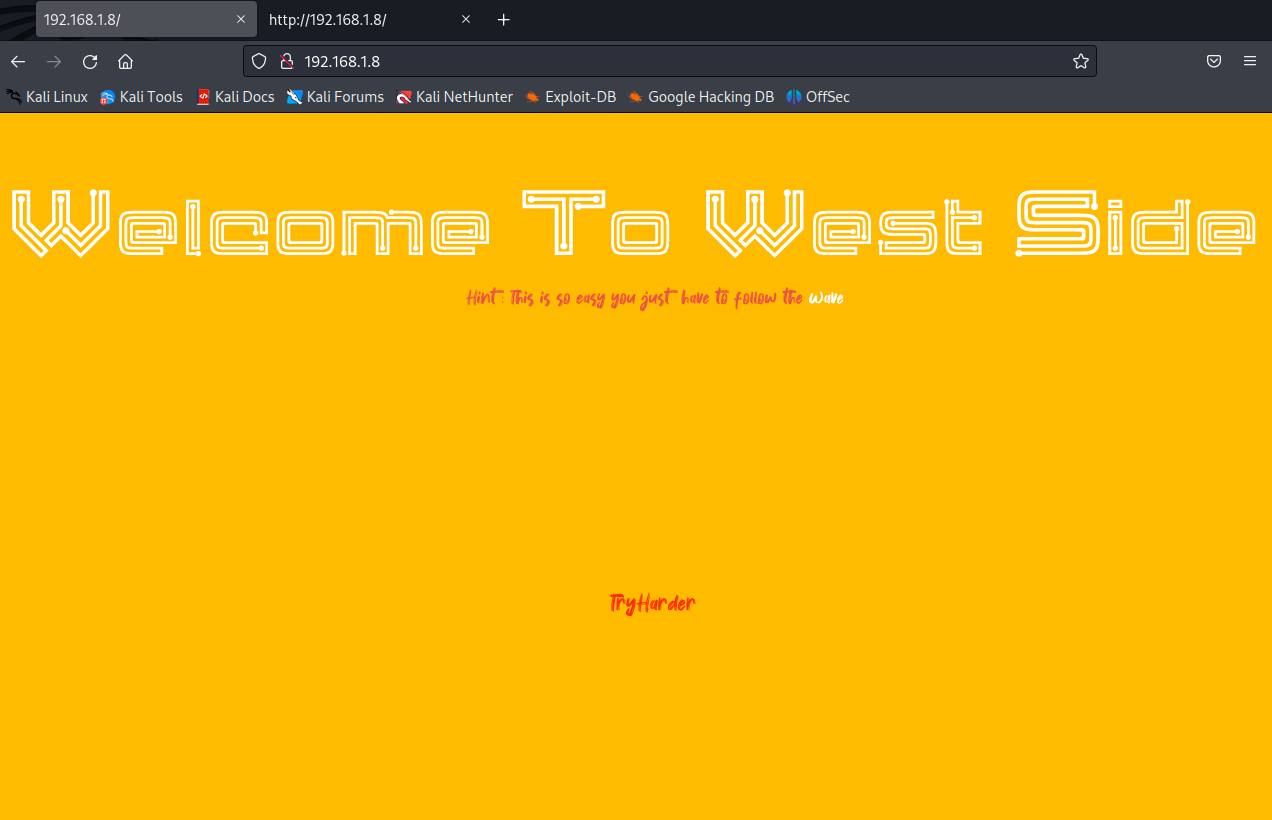 192.168.1.8/ http://192.168.1.8/
192.168.1.8
Kali Linux Kali Tools Kali Docs Kali Forums Kali NetHunter Exploit-DB Google Hacking DB OffSec
Welcome To West Side
Hint : This is so easy you just have to follow the wave
TryHarder